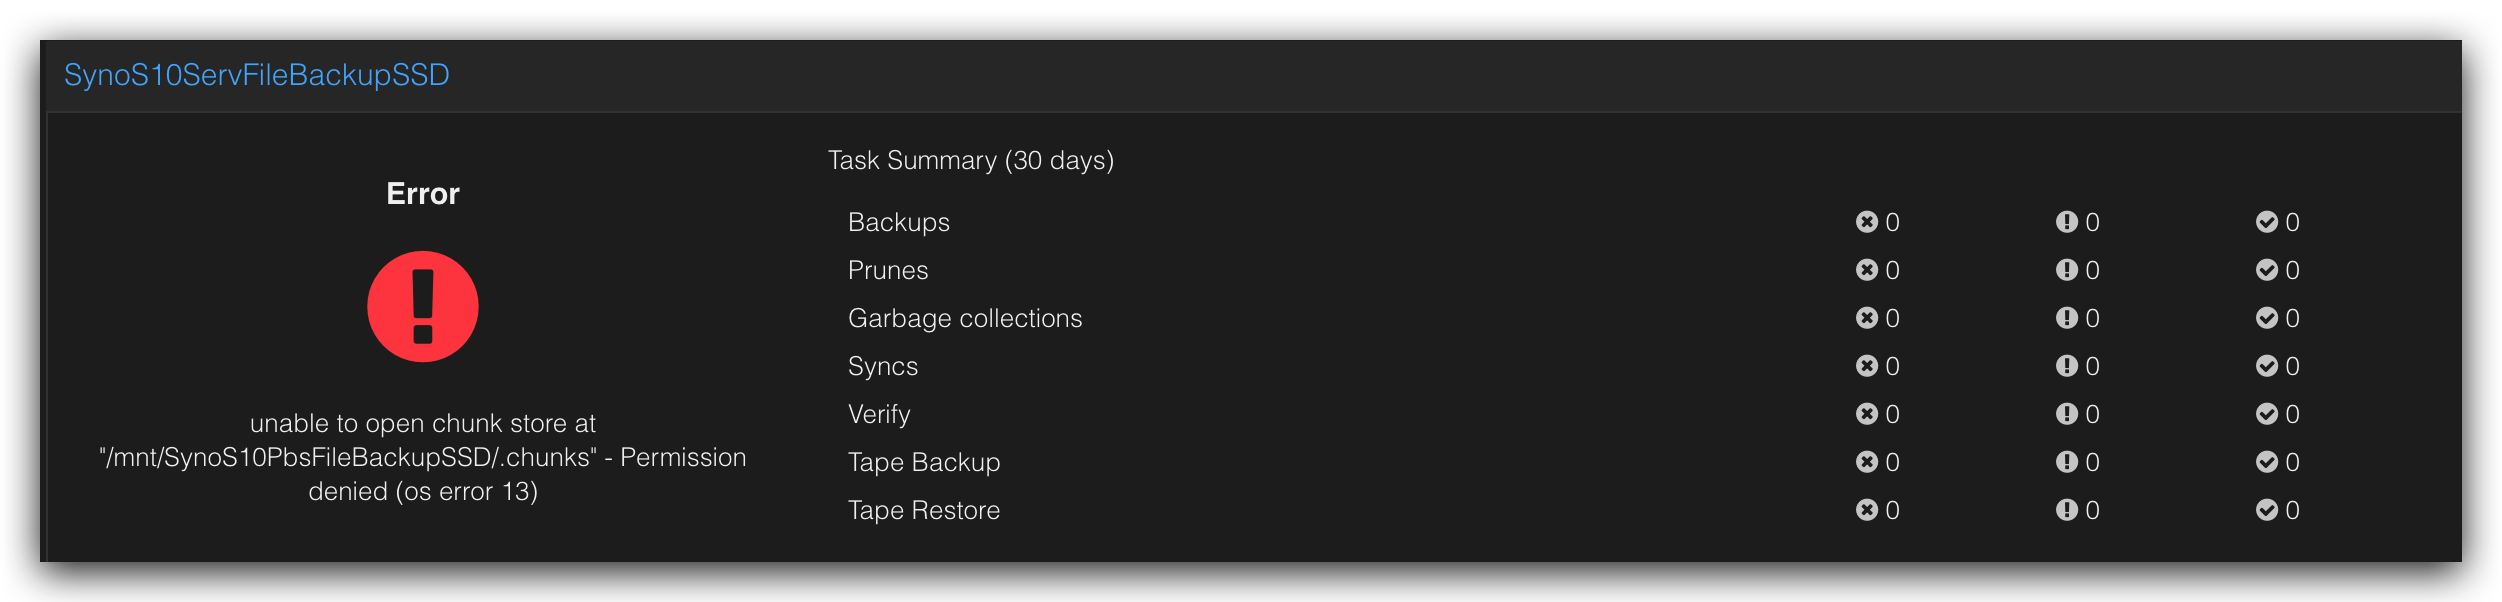 SynoS10ServFileBackupSSD
Error
unable to open chunk store at
"/mnt/SynoS10PbsFileBackupSSD/.chunks" - Permission
denied (os error 13)
Task Summary (30 days)
Backups 0 0 0
Prunes 0 0 0
Garbage collections 0 0 0
Syncs 0 0 0
Verify 0 0 0
Tape Backup 0 0 0
Tape Restore 0 0 0